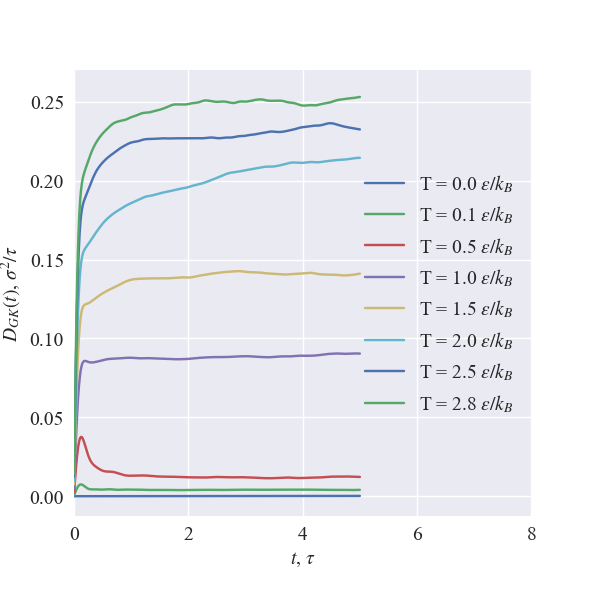 0.25
0.20
0.15
0.10
0.05
0.00
D_{GK}(t), σ²/τ
T = 0.0 ε/k_B
T = 0.1 ε/k_B
T = 0.5 ε/k_B
T = 1.0 ε/k_B
T = 1.5 ε/k_B
T = 2.0 ε/k_B
T = 2.5 ε/k_B
T = 2.8 ε/k_B
0 2 4 6 8
t, τ